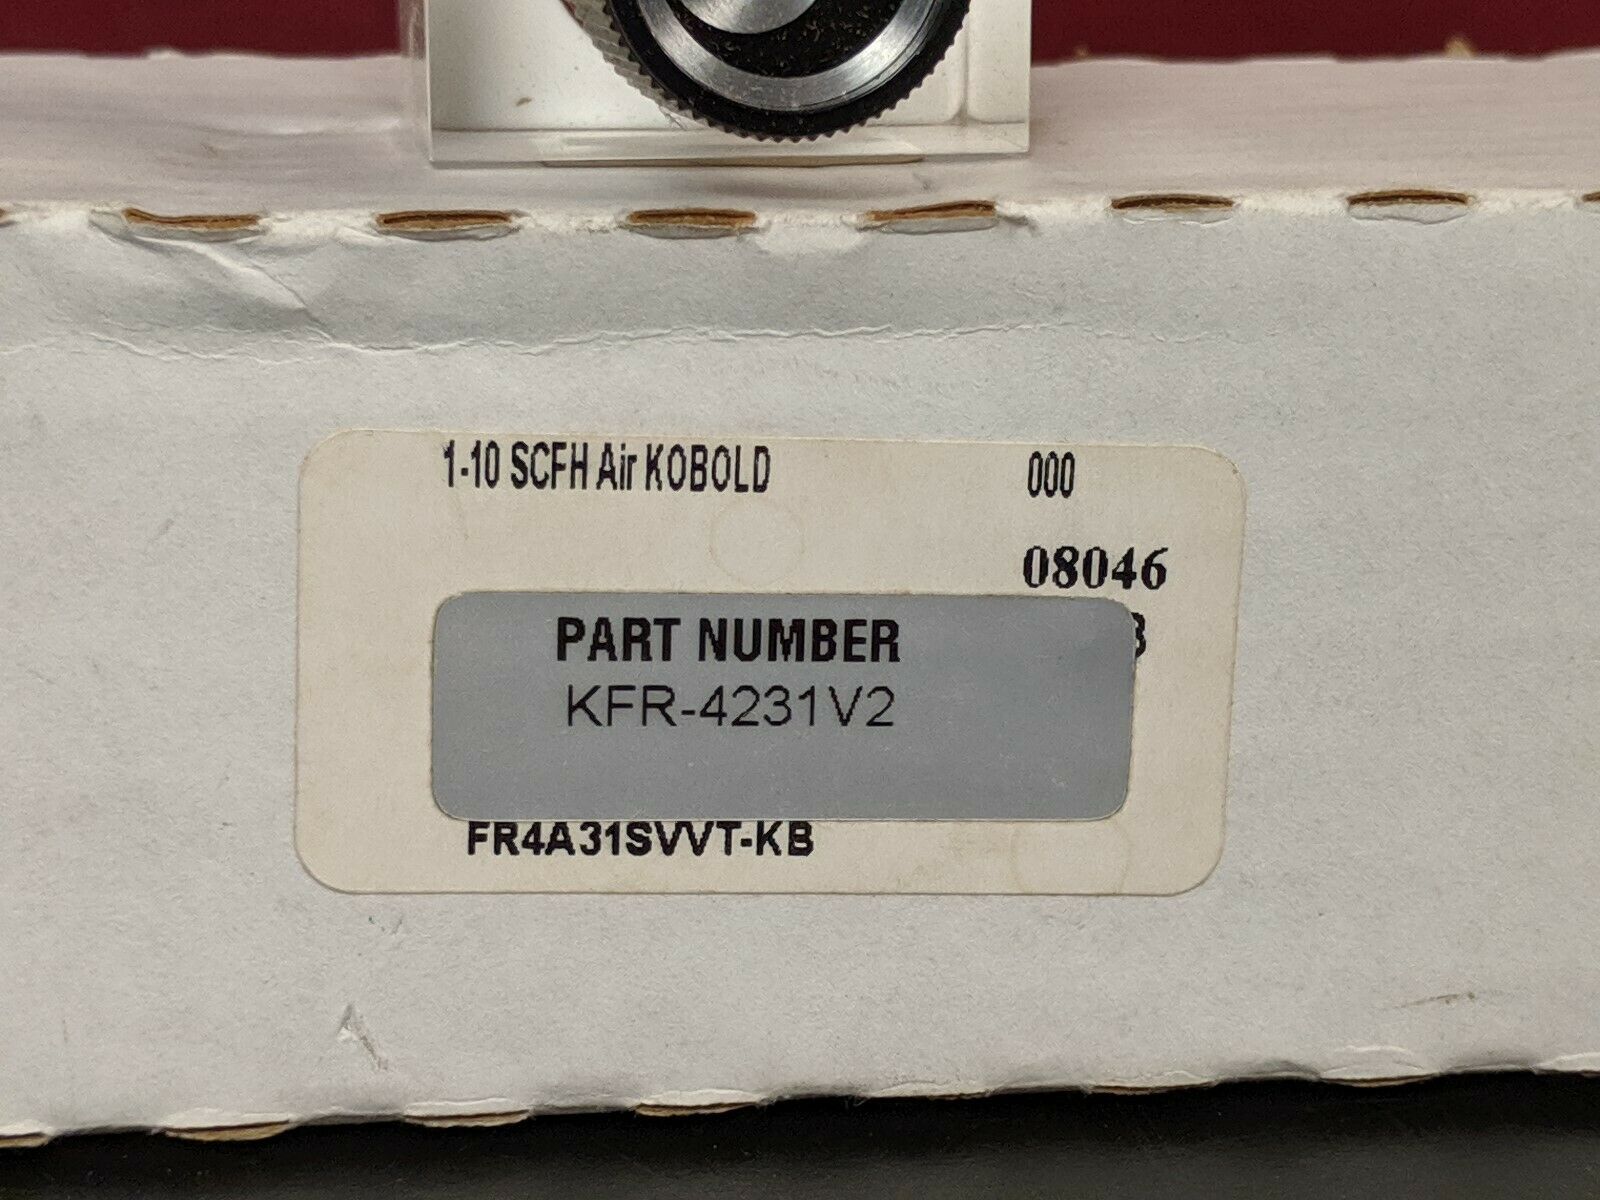 1-10 SCFH Air KOBOLD 000
08046
PART NUMBER
KFR-4231V2
FR4A31SVVT-KB